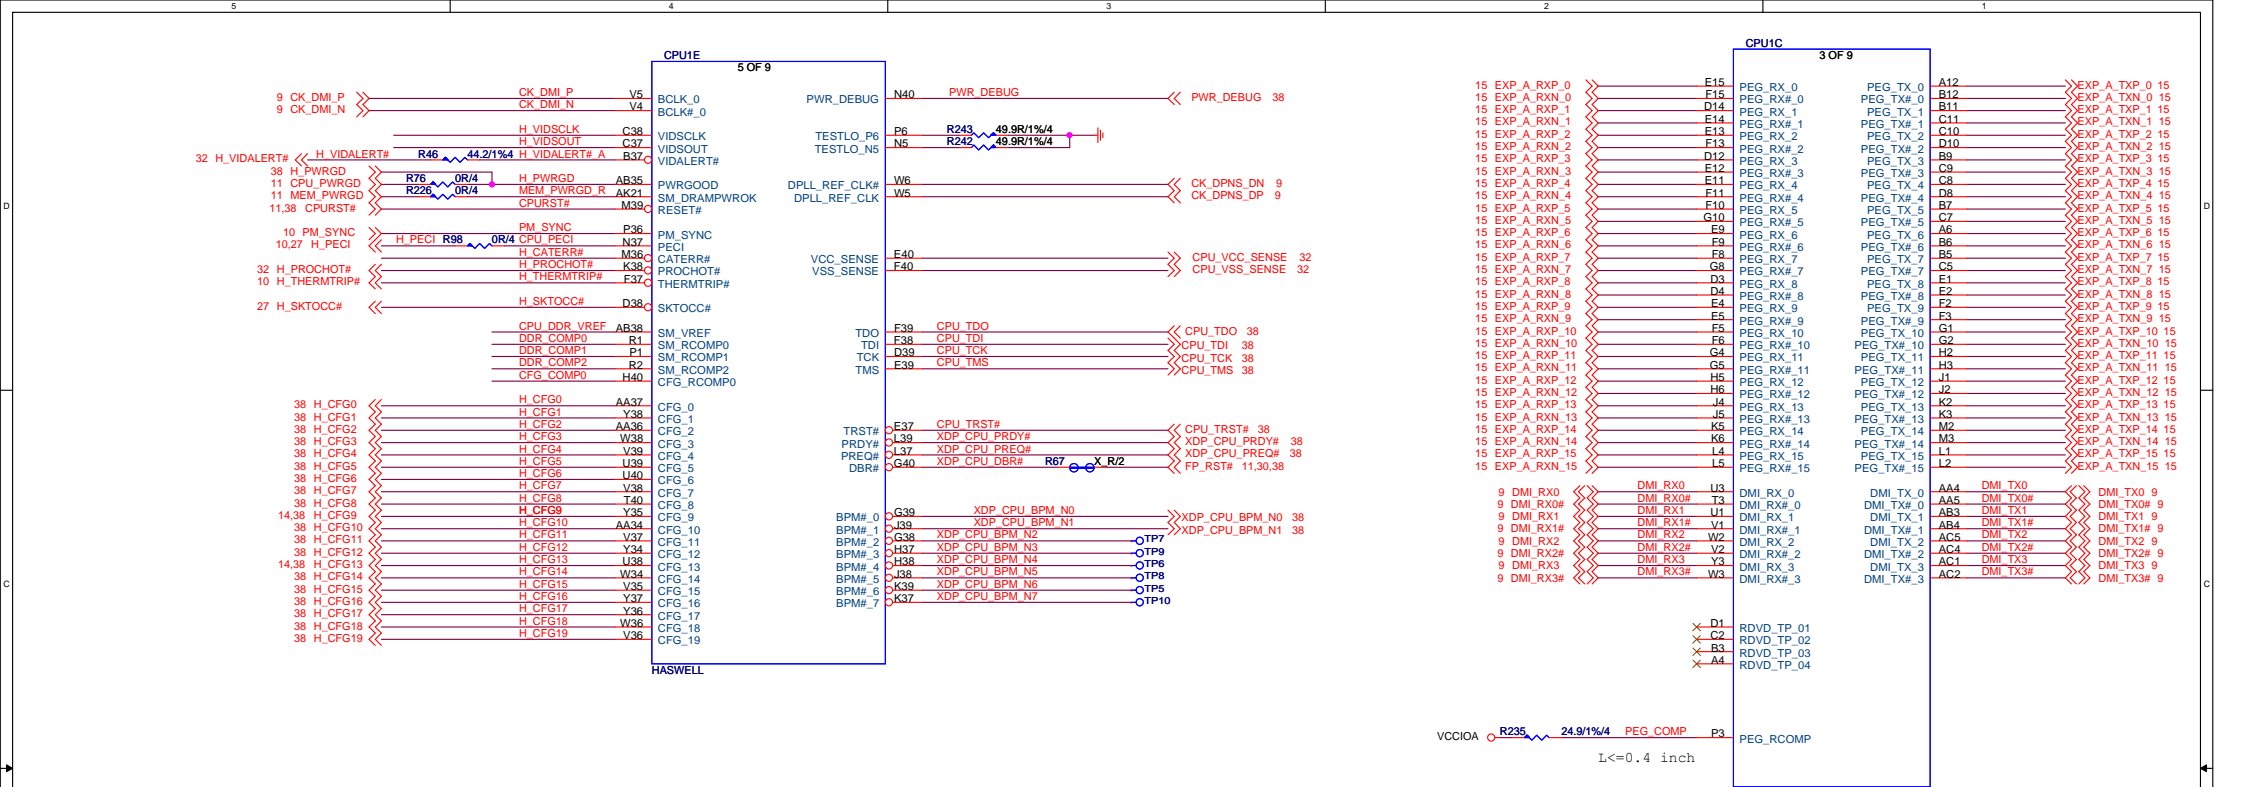 5 4 3 2 1
D
C
D
C
CPU1E
5 OF 9
9 CK_DMI_P CK_DMI_P V5 BCLK_0
9 CK_DMI_N CK_DMI_N V4 BCLK#_0
H_VIDSCLK C38 VIDSCLK
H_VIDSOUT C37 VIDSOUT
32 H_VIDALERT# H_VIDALERT# R46 44.2/1%4 H_VIDALERT#_A B37 VIDALERT#
38 H_PWRGD
11 CPU_PWRGD R76 0R/4 H_PWRGD AB35 PWRGOOD
11 MEM_PWRGD R226 0R/4 MEM_PWRGD_R AK21 SM_DRAMPWROK
11,38 CPURST# CPURST# M39 RESET#
10 PM_SYNC PM_SYNC P36 PM_SYNC
10,27 H_PECI H_PECI R98 0R/4 CPU_PECI N37 PECI
H_CATERR# M36 CATERR#
32 H_PROCHOT# H_PROCHOT# K38 PROCHOT#
10 H_THERMTRIP# H_THERMTRIP# F37 THERMTRIP#
27 H_SKTOCC# H_SKTOCC# D38 SKTOCC#
CPU_DDR_VREF AB38 SM_VREF
DDR_COMP0 R1 SM_RCOMP0
DDR_COMP1 P1 SM_RCOMP1
DDR_COMP2 R2 SM_RCOMP2
CFG_COMP0 H40 CFG_RCOMP0
38 H_CFG0 H_CFG0 AA37 CFG_0
38 H_CFG1 H_CFG1 Y38 CFG_1
38 H_CFG2 H_CFG2 AA36 CFG_2
38 H_CFG3 H_CFG3 W38 CFG_3
38 H_CFG4 H_CFG4 V39 CFG_4
38 H_CFG5 H_CFG5 U39 CFG_5
38 H_CFG6 H_CFG6 U40 CFG_6
38 H_CFG7 H_CFG7 V38 CFG_7
38 H_CFG8 H_CFG8 T40 CFG_8
14,38 H_CFG9 H_CFG9 Y35 CFG_9
38 H_CFG10 H_CFG10 AA34 CFG_10
38 H_CFG11 H_CFG11 V37 CFG_11
38 H_CFG12 H_CFG12 Y34 CFG_12
14,38 H_CFG13 H_CFG13 U38 CFG_13
38 H_CFG14 H_CFG14 W34 CFG_14
38 H_CFG15 H_CFG15 V35 CFG_15
38 H_CFG16 H_CFG16 Y37 CFG_16
38 H_CFG17 H_CFG17 Y36 CFG_17
38 H_CFG18 H_CFG18 W36 CFG_18
38 H_CFG19 H_CFG19 V36 CFG_19
PWR_DEBUG N40 PWR_DEBUG PWR_DEBUG 38
TESTLO_P6 P6 R243 49.9R/1%/4
TESTLO_N5 N5 R242 49.9R/1%/4
DPLL_REF_CLK# W6 CK_DPNS_DN 9
DPLL_REF_CLK W5 CK_DPNS_DP 9
VCC_SENSE E40 CPU_VCC_SENSE 32
VSS_SENSE F40 CPU_VSS_SENSE 32
TDO F39 CPU_TDO CPU_TDO 38
TDI F38 CPU_TDI CPU_TDI 38
TCK D39 CPU_TCK CPU_TCK 38
TMS E39 CPU_TMS CPU_TMS 38
TRST# E37 CPU_TRST# CPU_TRST# 38
PRDY# L39 XDP_CPU_PRDY# XDP_CPU_PRDY# 38
PREQ# L37 XDP_CPU_PREQ# XDP_CPU_PREQ# 38
DBR# G40 XDP_CPU_DBR# R67 X_R/2 FP_RST# 11,30,38
BPM#_0 G39 XDP_CPU_BPM_N0 XDP_CPU_BPM_N0 38
BPM#_1 J39 XDP_CPU_BPM_N1 XDP_CPU_BPM_N1 38
BPM#_2 G38 XDP_CPU_BPM_N2 TP7
BPM#_3 H37 XDP_CPU_BPM_N3 TP9
BPM#_4 H38 XDP_CPU_BPM_N4 TP6
BPM#_5 J38 XDP_CPU_BPM_N5 TP8
BPM#_6 K39 XDP_CPU_BPM_N6 TP5
BPM#_7 K37 XDP_CPU_BPM_N7 TP10
HASWELL
CPU1C
3 OF 9
15 EXP_A_RXP_0 E15 PEG_RX_0 PEG_TX_0 A12 EXP_A_TXP_0 15
15 EXP_A_RXN_0 F15 PEG_RX#_0 PEG_TX#_0 B12 EXP_A_TXN_0 15
15 EXP_A_RXP_1 D14 PEG_RX_1 PEG_TX_1 B11 EXP_A_TXP_1 15
15 EXP_A_RXN_1 E14 PEG_RX#_1 PEG_TX#_1 C11 EXP_A_TXN_1 15
15 EXP_A_RXP_2 E13 PEG_RX_2 PEG_TX_2 C10 EXP_A_TXP_2 15
15 EXP_A_RXN_2 F13 PEG_RX#_2 PEG_TX#_2 D10 EXP_A_TXN_2 15
15 EXP_A_RXP_3 D12 PEG_RX_3 PEG_TX_3 B9 EXP_A_TXP_3 15
15 EXP_A_RXN_3 E12 PEG_RX#_3 PEG_TX#_3 C9 EXP_A_TXN_3 15
15 EXP_A_RXP_4 E11 PEG_RX_4 PEG_TX_4 C8 EXP_A_TXP_4 15
15 EXP_A_RXN_4 F11 PEG_RX#_4 PEG_TX#_4 D8 EXP_A_TXN_4 15
15 EXP_A_RXP_5 F10 PEG_RX_5 PEG_TX_5 B7 EXP_A_TXP_5 15
15 EXP_A_RXN_5 G10 PEG_RX#_5 PEG_TX#_5 C7 EXP_A_TXN_5 15
15 EXP_A_RXP_6 E9 PEG_RX_6 PEG_TX_6 A6 EXP_A_TXP_6 15
15 EXP_A_RXN_6 F9 PEG_RX#_6 PEG_TX#_6 B6 EXP_A_TXN_6 15
15 EXP_A_RXP_7 F8 PEG_RX_7 PEG_TX_7 B5 EXP_A_TXP_7 15
15 EXP_A_RXN_7 G8 PEG_RX#_7 PEG_TX#_7 C5 EXP_A_TXN_7 15
15 EXP_A_RXP_8 D3 PEG_RX_8 PEG_TX_8 E1 EXP_A_TXP_8 15
15 EXP_A_RXN_8 D4 PEG_RX#_8 PEG_TX#_8 E2 EXP_A_TXN_8 15
15 EXP_A_RXP_9 E4 PEG_RX_9 PEG_TX_9 F2 EXP_A_TXP_9 15
15 EXP_A_RXN_9 E5 PEG_RX#_9 PEG_TX#_9 F3 EXP_A_TXN_9 15
15 EXP_A_RXP_10 F5 PEG_RX_10 PEG_TX_10 G1 EXP_A_TXP_10 15
15 EXP_A_RXN_10 F6 PEG_RX#_10 PEG_TX#_10 G2 EXP_A_TXN_10 15
15 EXP_A_RXP_11 G4 PEG_RX_11 PEG_TX_11 H2 EXP_A_TXP_11 15
15 EXP_A_RXN_11 G5 PEG_RX#_11 PEG_TX#_11 H3 EXP_A_TXN_11 15
15 EXP_A_RXP_12 H5 PEG_RX_12 PEG_TX_12 J1 EXP_A_TXP_12 15
15 EXP_A_RXN_12 H6 PEG_RX#_12 PEG_TX#_12 J2 EXP_A_TXN_12 15
15 EXP_A_RXP_13 J4 PEG_RX_13 PEG_TX_13 K2 EXP_A_TXP_13 15
15 EXP_A_RXN_13 J5 PEG_RX#_13 PEG_TX#_13 K3 EXP_A_TXN_13 15
15 EXP_A_RXP_14 K5 PEG_RX_14 PEG_TX_14 M2 EXP_A_TXP_14 15
15 EXP_A_RXN_14 K6 PEG_RX#_14 PEG_TX#_14 M3 EXP_A_TXN_14 15
15 EXP_A_RXP_15 L4 PEG_RX_15 PEG_TX_15 L1 EXP_A_TXP_15 15
15 EXP_A_RXN_15 L5 PEG_RX#_15 PEG_TX#_15 L2 EXP_A_TXN_15 15
9 DMI_RX0 DMI_RX0 U3 DMI_RX_0 DMI_TX_0 AA4 DMI_TX0 DMI_TX0 9
9 DMI_RX0# DMI_RX0# T3 DMI_RX#_0 DMI_TX#_0 AA5 DMI_TX0# DMI_TX0# 9
9 DMI_RX1 DMI_RX1 U1 DMI_RX_1 DMI_TX_1 AB3 DMI_TX1 DMI_TX1 9
9 DMI_RX1# DMI_RX1# V1 DMI_RX#_1 DMI_TX#_1 AB4 DMI_TX1# DMI_TX1# 9
9 DMI_RX2 DMI_RX2 W2 DMI_RX_2 DMI_TX_2 AC5 DMI_TX2 DMI_TX2 9
9 DMI_RX2# DMI_RX2# V2 DMI_RX#_2 DMI_TX#_2 AC4 DMI_TX2# DMI_TX2# 9
9 DMI_RX3 DMI_RX3 Y3 DMI_RX_3 DMI_TX_3 AC1 DMI_TX3 DMI_TX3 9
9 DMI_RX3# DMI_RX3# W3 DMI_RX#_3 DMI_TX#_3 AC2 DMI_TX3# DMI_TX3# 9
D1 RDVD_TP_01
C2 RDVD_TP_02
B3 RDVD_TP_03
A4 RDVD_TP_04
VCCIOA R235 24.9/1%/4 PEG_COMP P3 PEG_RCOMP
L<=0.4 inch